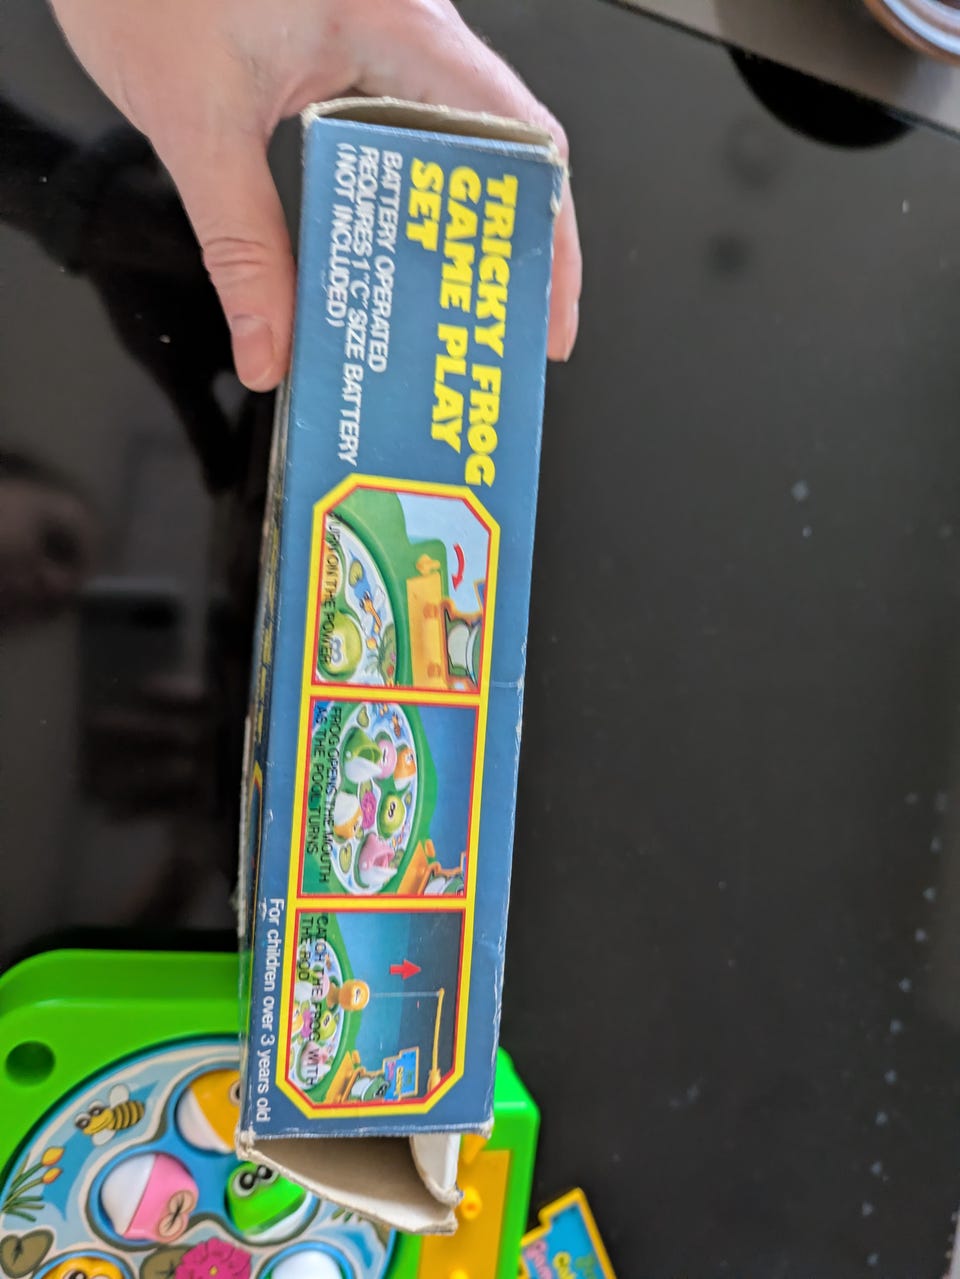 TRICKY FROG
GAME PLAY
SET
BATTERY OPERATED
REQUIRES 1 "C" SIZE BATTERY
(NOT INCLUDED)
TURN ON THE POWER
FROG OPENS THE MOUTH
AS THE POOL TURNS
CATCH THE FROG WITH
THE ROD
For children over 3 years old